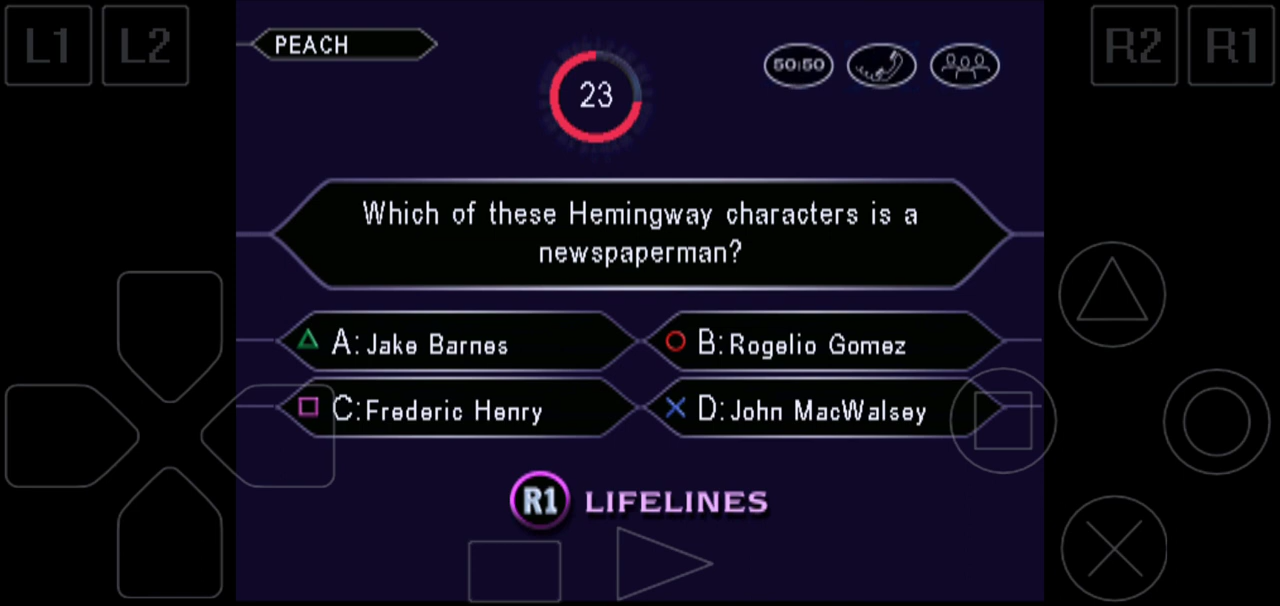 L1 L2 R2 R1
PEACH
50:50
23
Which of these Hemingway characters is a
newspaperman?
A: Jake Barnes B: Rogelio Gomez
C: Frederic Henry D: John MacWalsey
R1 LIFELINES